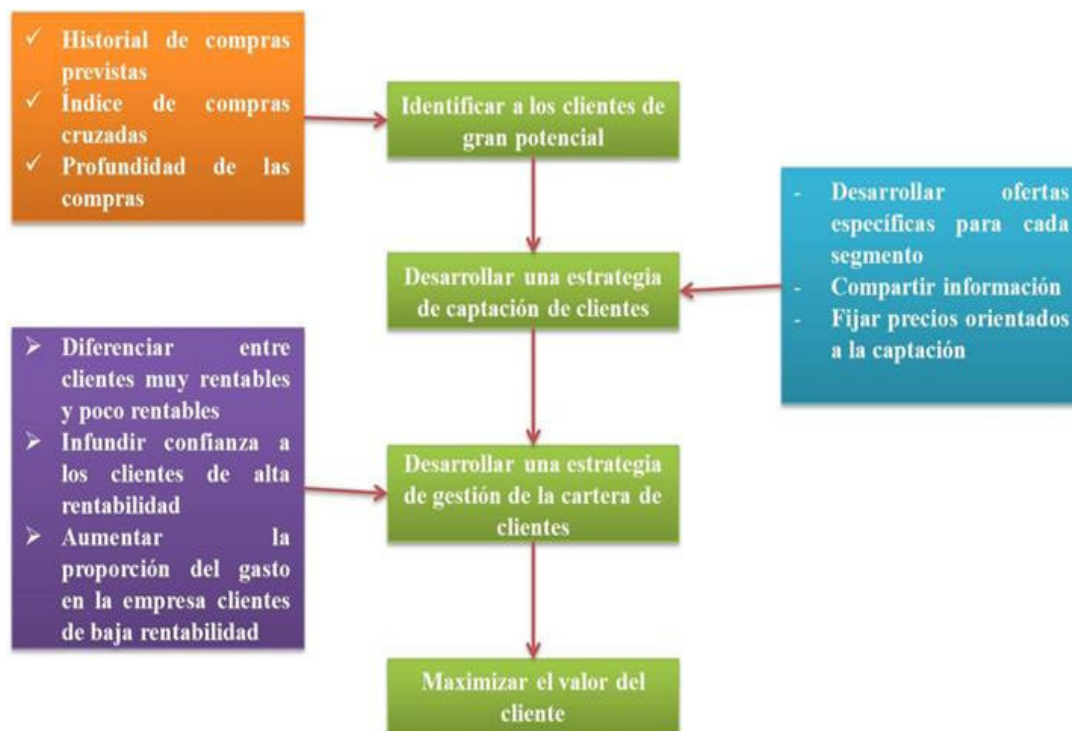 ✓ Historial de compras
previstas
✓ Índice de compras
cruzadas
✓ Profundidad de las
compras
Identificar a los clientes de
gran potencial
- Desarrollar ofertas
específicas para cada
segmento
- Compartir información
- Fijar precios orientados
a la captación
Desarrollar una estrategia
de captación de clientes
➢ Diferenciar entre
clientes muy rentables
y poco rentables
➢ Infundir confianza a
los clientes de alta
rentabilidad
➢ Aumentar la
proporción del gasto
en la empresa clientes
de baja rentabilidad
Desarrollar una estrategia
de gestión de la cartera de
clientes
Maximizar el valor del
cliente